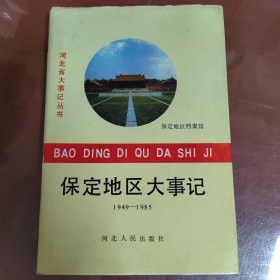 河北省大事记丛书
保定地区档案馆
BAO DING DI QU DA SHI JI
保定地区大事记
1949—1985
河北人民出版社